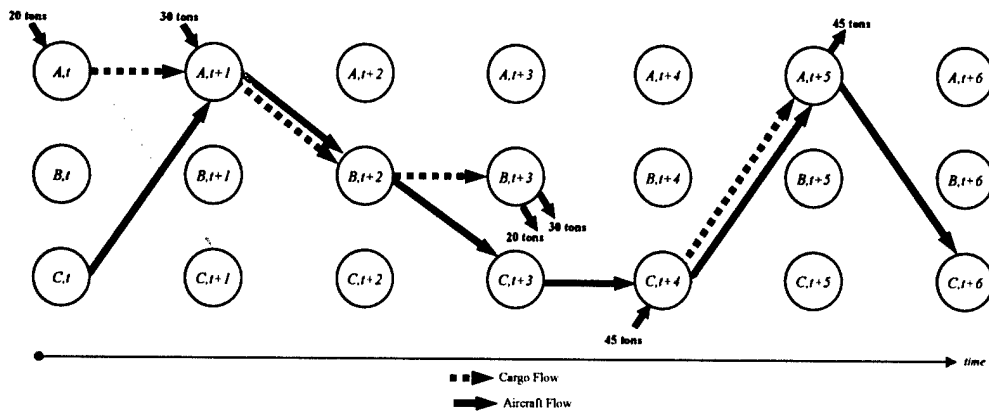 20 tons
30 tons
45 tons
A,t
A,t+1
A,t+2
A,t+3
A,t+4
A,t+5
A,t+6
B,t
B,t+1
B,t+2
B,t+3
B,t+4
B,t+5
B,t+6
20 tons
30 tons
C,t
C,t+1
C,t+2
C,t+3
C,t+4
C,t+5
C,t+6
45 tons
time
Cargo Flow
Aircraft Flow